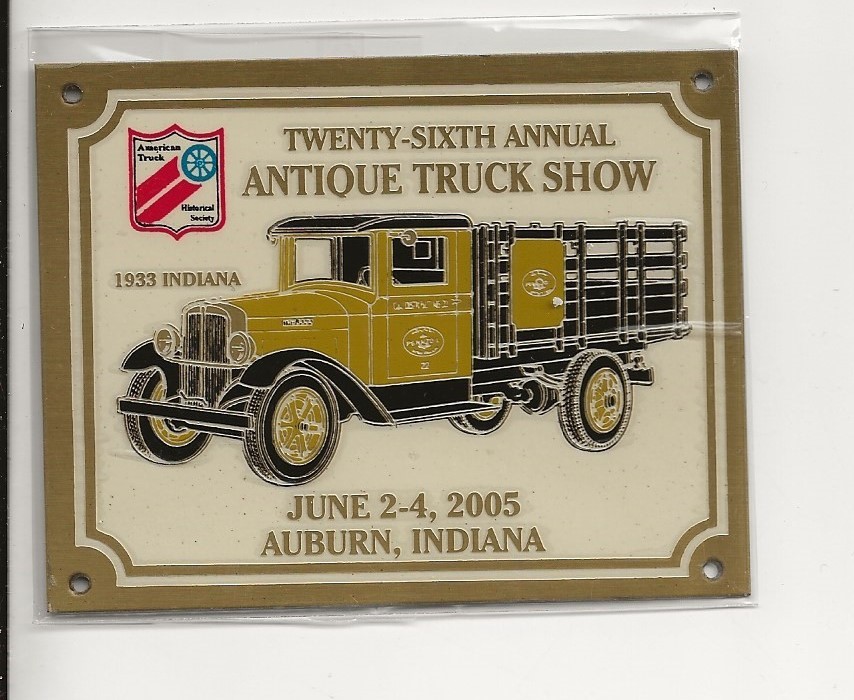 TWENTY-SIXTH ANNUAL
ANTIQUE TRUCK SHOW
American
Truck
Historical
Society
1933 INDIANA
JUNE 2-4, 2005
AUBURN, INDIANA